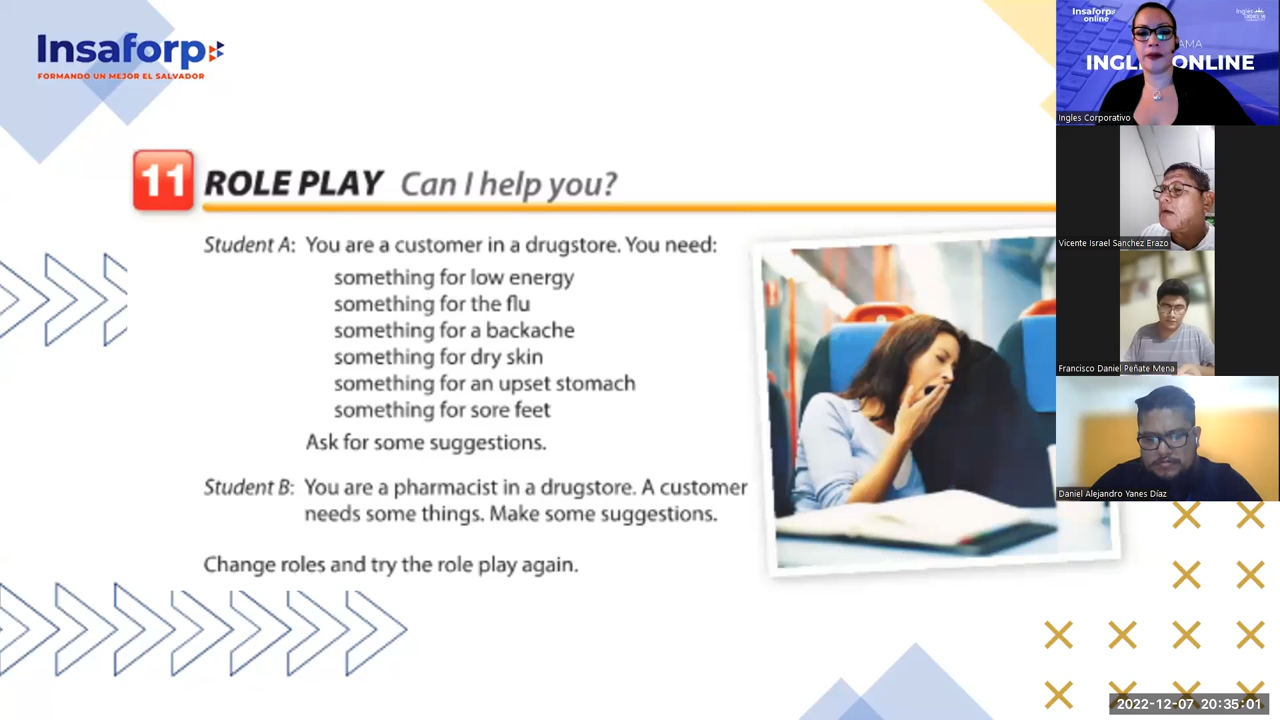 Insaforp
FORMANDO UN MEJOR EL SALVADOR
11 ROLE PLAY Can I help you?
Student A: You are a customer in a drugstore. You need:
something for low energy
something for the flu
something for a backache
something for dry skin
something for an upset stomach
something for sore feet
Ask for some suggestions.
Student B: You are a pharmacist in a drugstore. A customer
needs some things. Make some suggestions.
Change roles and try the role play again.
Insaforp
online
AMA
ONLINE
Ingles Corporativo
Vicente Israel Sanchez Erazo
Francisco Daniel Peñate Mena
Daniel Alejandro Yanes Díaz
2022-12-07 20:35:01